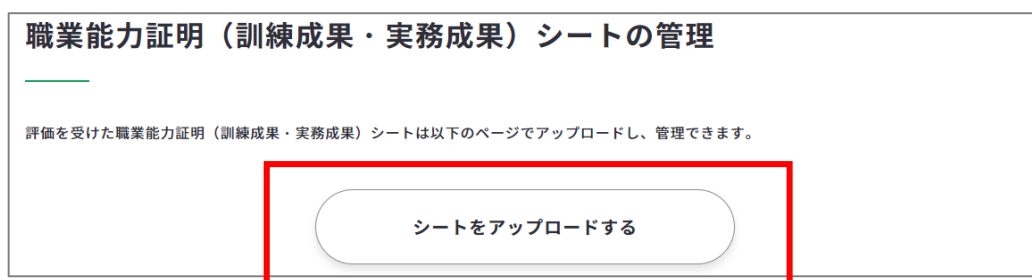 職業能力証明（訓練成果・実務成果）シートの管理
評価を受けた職業能力証明（訓練成果・実務成果）シートは以下のページでアップロードし、管理できます。
シートをアップロードする